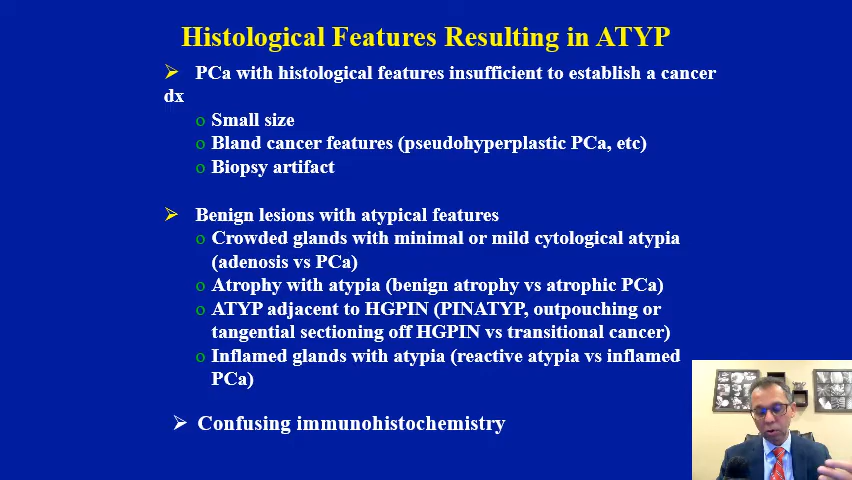 Histological Features Resulting in ATYP
➢ PCa with histological features insufficient to establish a cancer
dx
o Small size
o Bland cancer features (pseudohyperplastic PCa, etc)
o Biopsy artifact
➢ Benign lesions with atypical features
o Crowded glands with minimal or mild cytological atypia
(adenosis vs PCa)
o Atrophy with atypia (benign atrophy vs atrophic PCa)
o ATYP adjacent to HGPIN (PINATYP, outpouching or
tangential sectioning off HGPIN vs transitional cancer)
o Inflamed glands with atypia (reactive atypia vs inflamed
PCa)
➢ Confusing immunohistochemistry